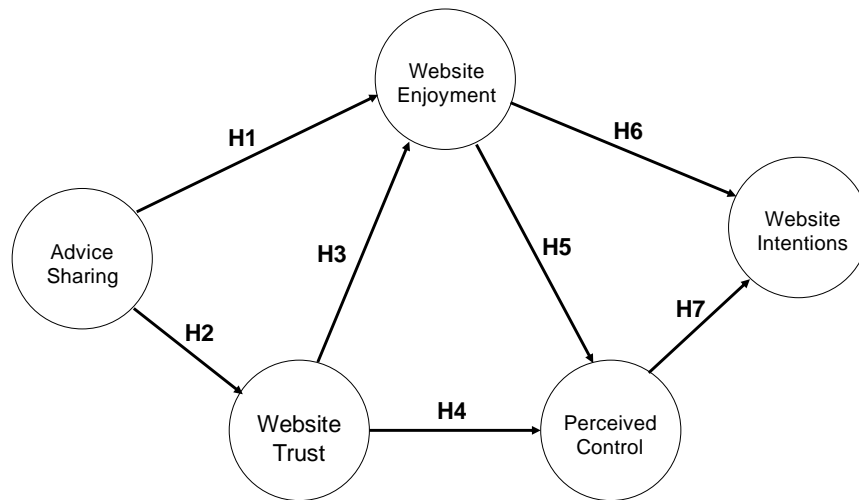 Website
Enjoyment
H1
H6
Advice
Sharing
H3
H5
Website
Intentions
H2
H7
Website
Trust
H4
Perceived
Control